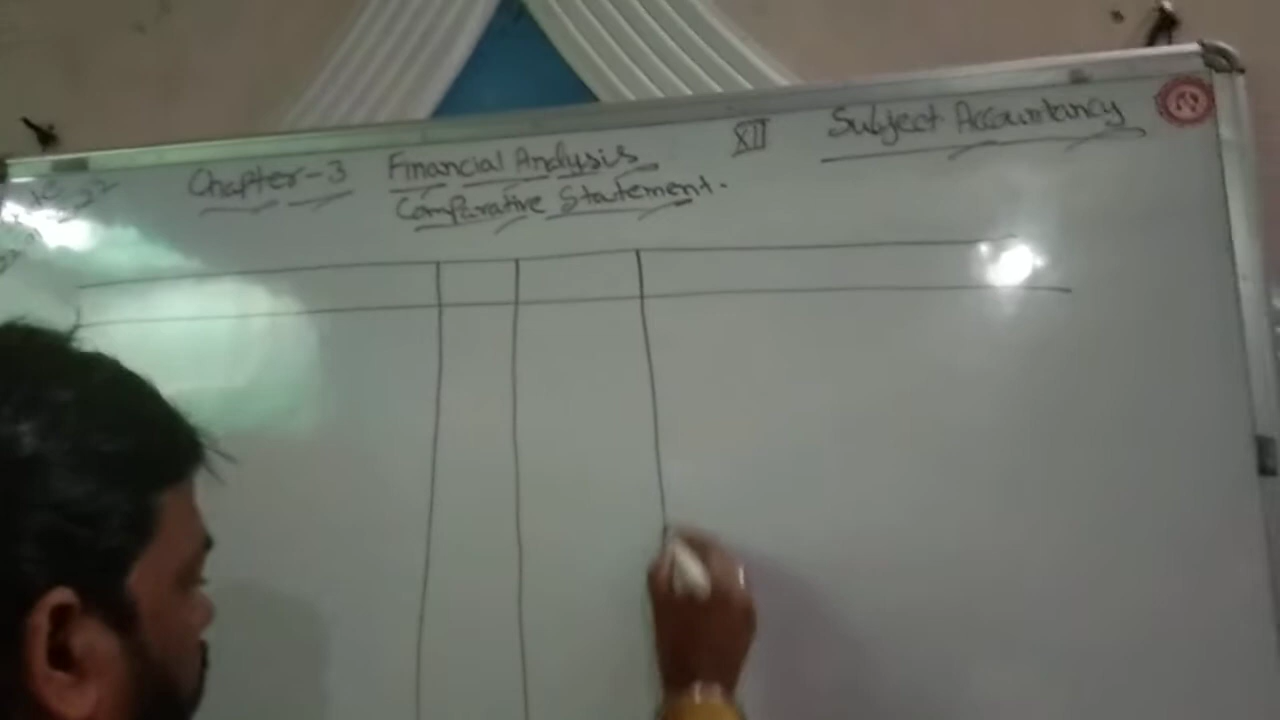 XII Subject Accountancy
Chapter-3 Financial Analysis
Comparative Statement.